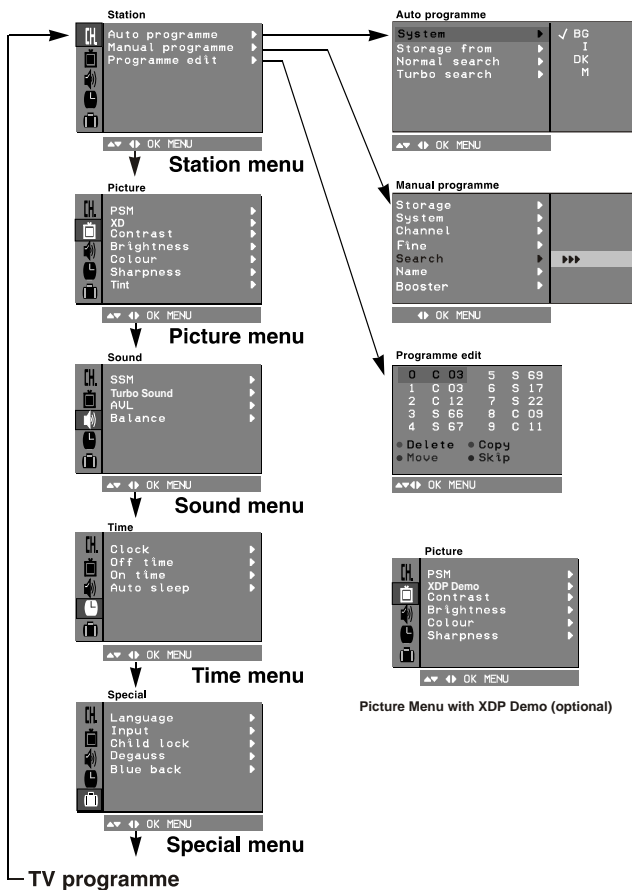 Station
CH.
Auto programme
Manual programme
Programme edit
OK MENU
Station menu
Picture
CH.
PSM
XD
Contrast
Brightness
Colour
Sharpness
Tint
OK MENU
Picture menu
Sound
CH.
SSM
Turbo Sound
AVL
Balance
OK MENU
Sound menu
Time
CH.
Clock
Off time
On time
Auto sleep
OK MENU
Time menu
Special
CH.
Language
Input
Child lock
Degauss
Blue back
OK MENU
Special menu
TV programme
Auto programme
System
Storage from
Normal search
Turbo search
BG
I
DK
M
OK MENU
Manual programme
Storage
System
Channel
Fine
Search
Name
Booster
OK MENU
Programme edit
0 C 03 5 S 69
1 C 03 6 S 17
2 C 12 7 S 22
3 S 66 8 C 09
4 S 67 9 C 11
Delete Copy
Move Skip
OK MENU
Picture
CH.
PSM
XDP Demo
Contrast
Brightness
Colour
Sharpness
OK MENU
Picture Menu with XDP Demo (optional)